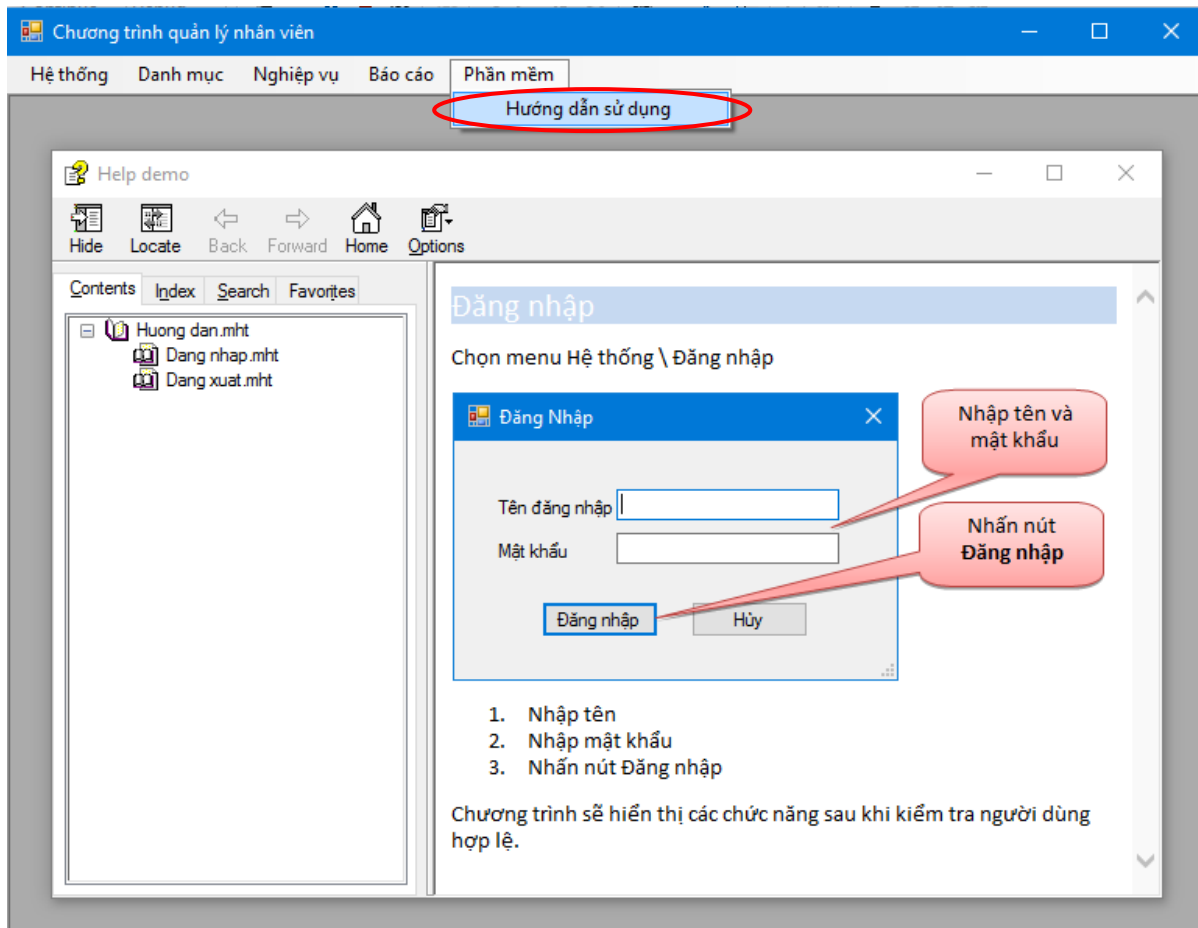 Chương trình quản lý nhân viên
Hệ thống Danh mục Nghiệp vụ Báo cáo Phần mềm
Hướng dẫn sử dụng
Help demo
Hide Locate Back Forward Home Options
Contents Index Search Favorites
Huong dan.mht
Dang nhap.mht
Dang xuat.mht
Đăng nhập
Chọn menu Hệ thống \ Đăng nhập
Đăng Nhập
Nhập tên và
mật khẩu
Tên đăng nhập
Mật khẩu
Nhấn nút
Đăng nhập
Đăng nhập Hủy
1. Nhập tên
2. Nhập mật khẩu
3. Nhấn nút Đăng nhập
Chương trình sẽ hiển thị các chức năng sau khi kiểm tra người dùng
hợp lệ.